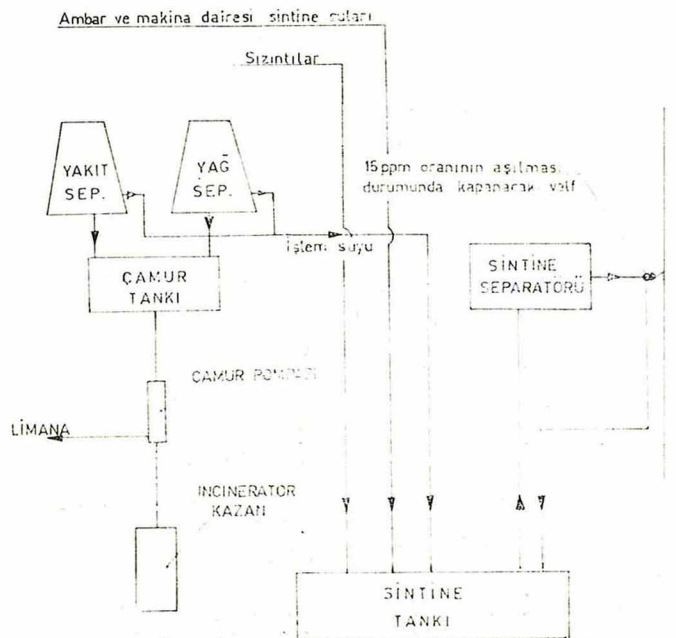 Ambar ve makina dairesi sintine suları
Sızıntılar
YAKIT
SEP.
YAĞ
SEP.
15 ppm oranının aşılması
durumunda kapanacak valf
İşlem suyu
ÇAMUR
TANKI
SİNTİNE
SEPARATÖRÜ
ÇAMUR POMPASI
LİMANA
INCINERATOR
KAZAN
SİNTİNE
TANKI